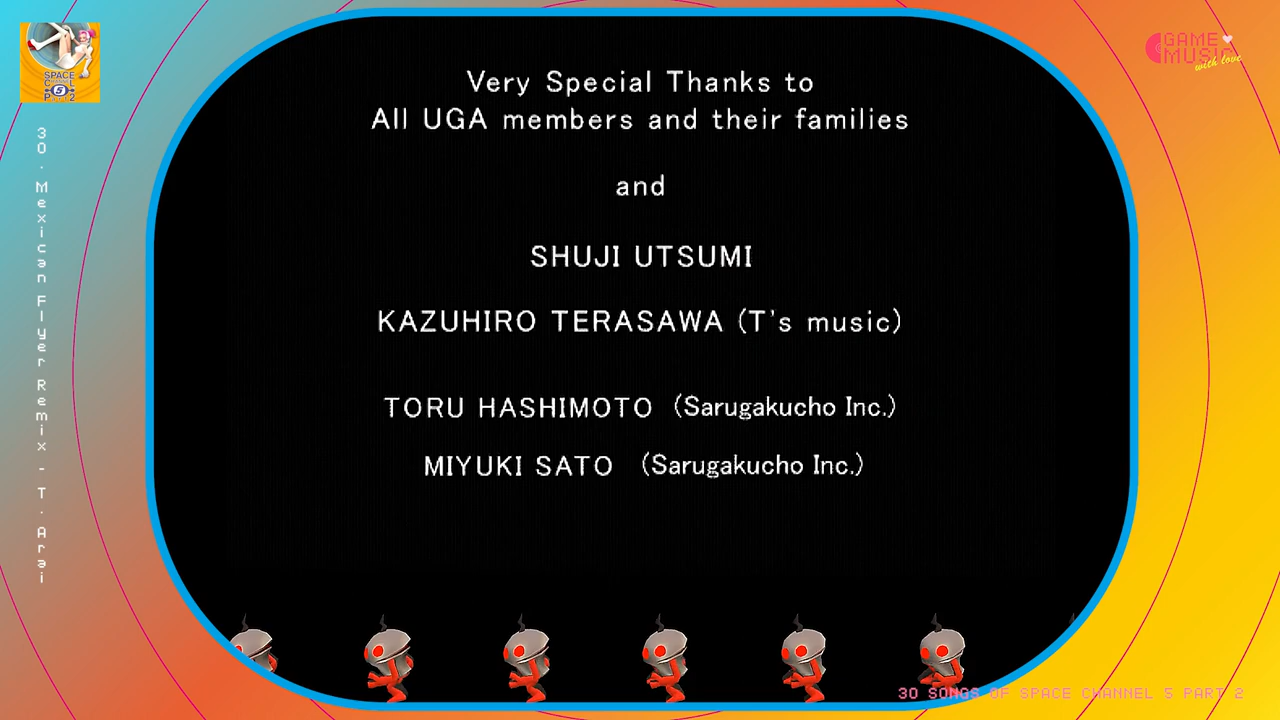 SPACE
CHANNEL
5
Part 2
GAME
MUSIC
with love
30. Mexican Flyer Remix - T. Arai
Very Special Thanks to
All UGA members and their families
and
SHUJI UTSUMI
KAZUHIRO TERASAWA (T's music)
TORU HASHIMOTO (Sarugakucho Inc.)
MIYUKI SATO (Sarugakucho Inc.)
30 SONGS OF SPACE CHANNEL 5 PART 2